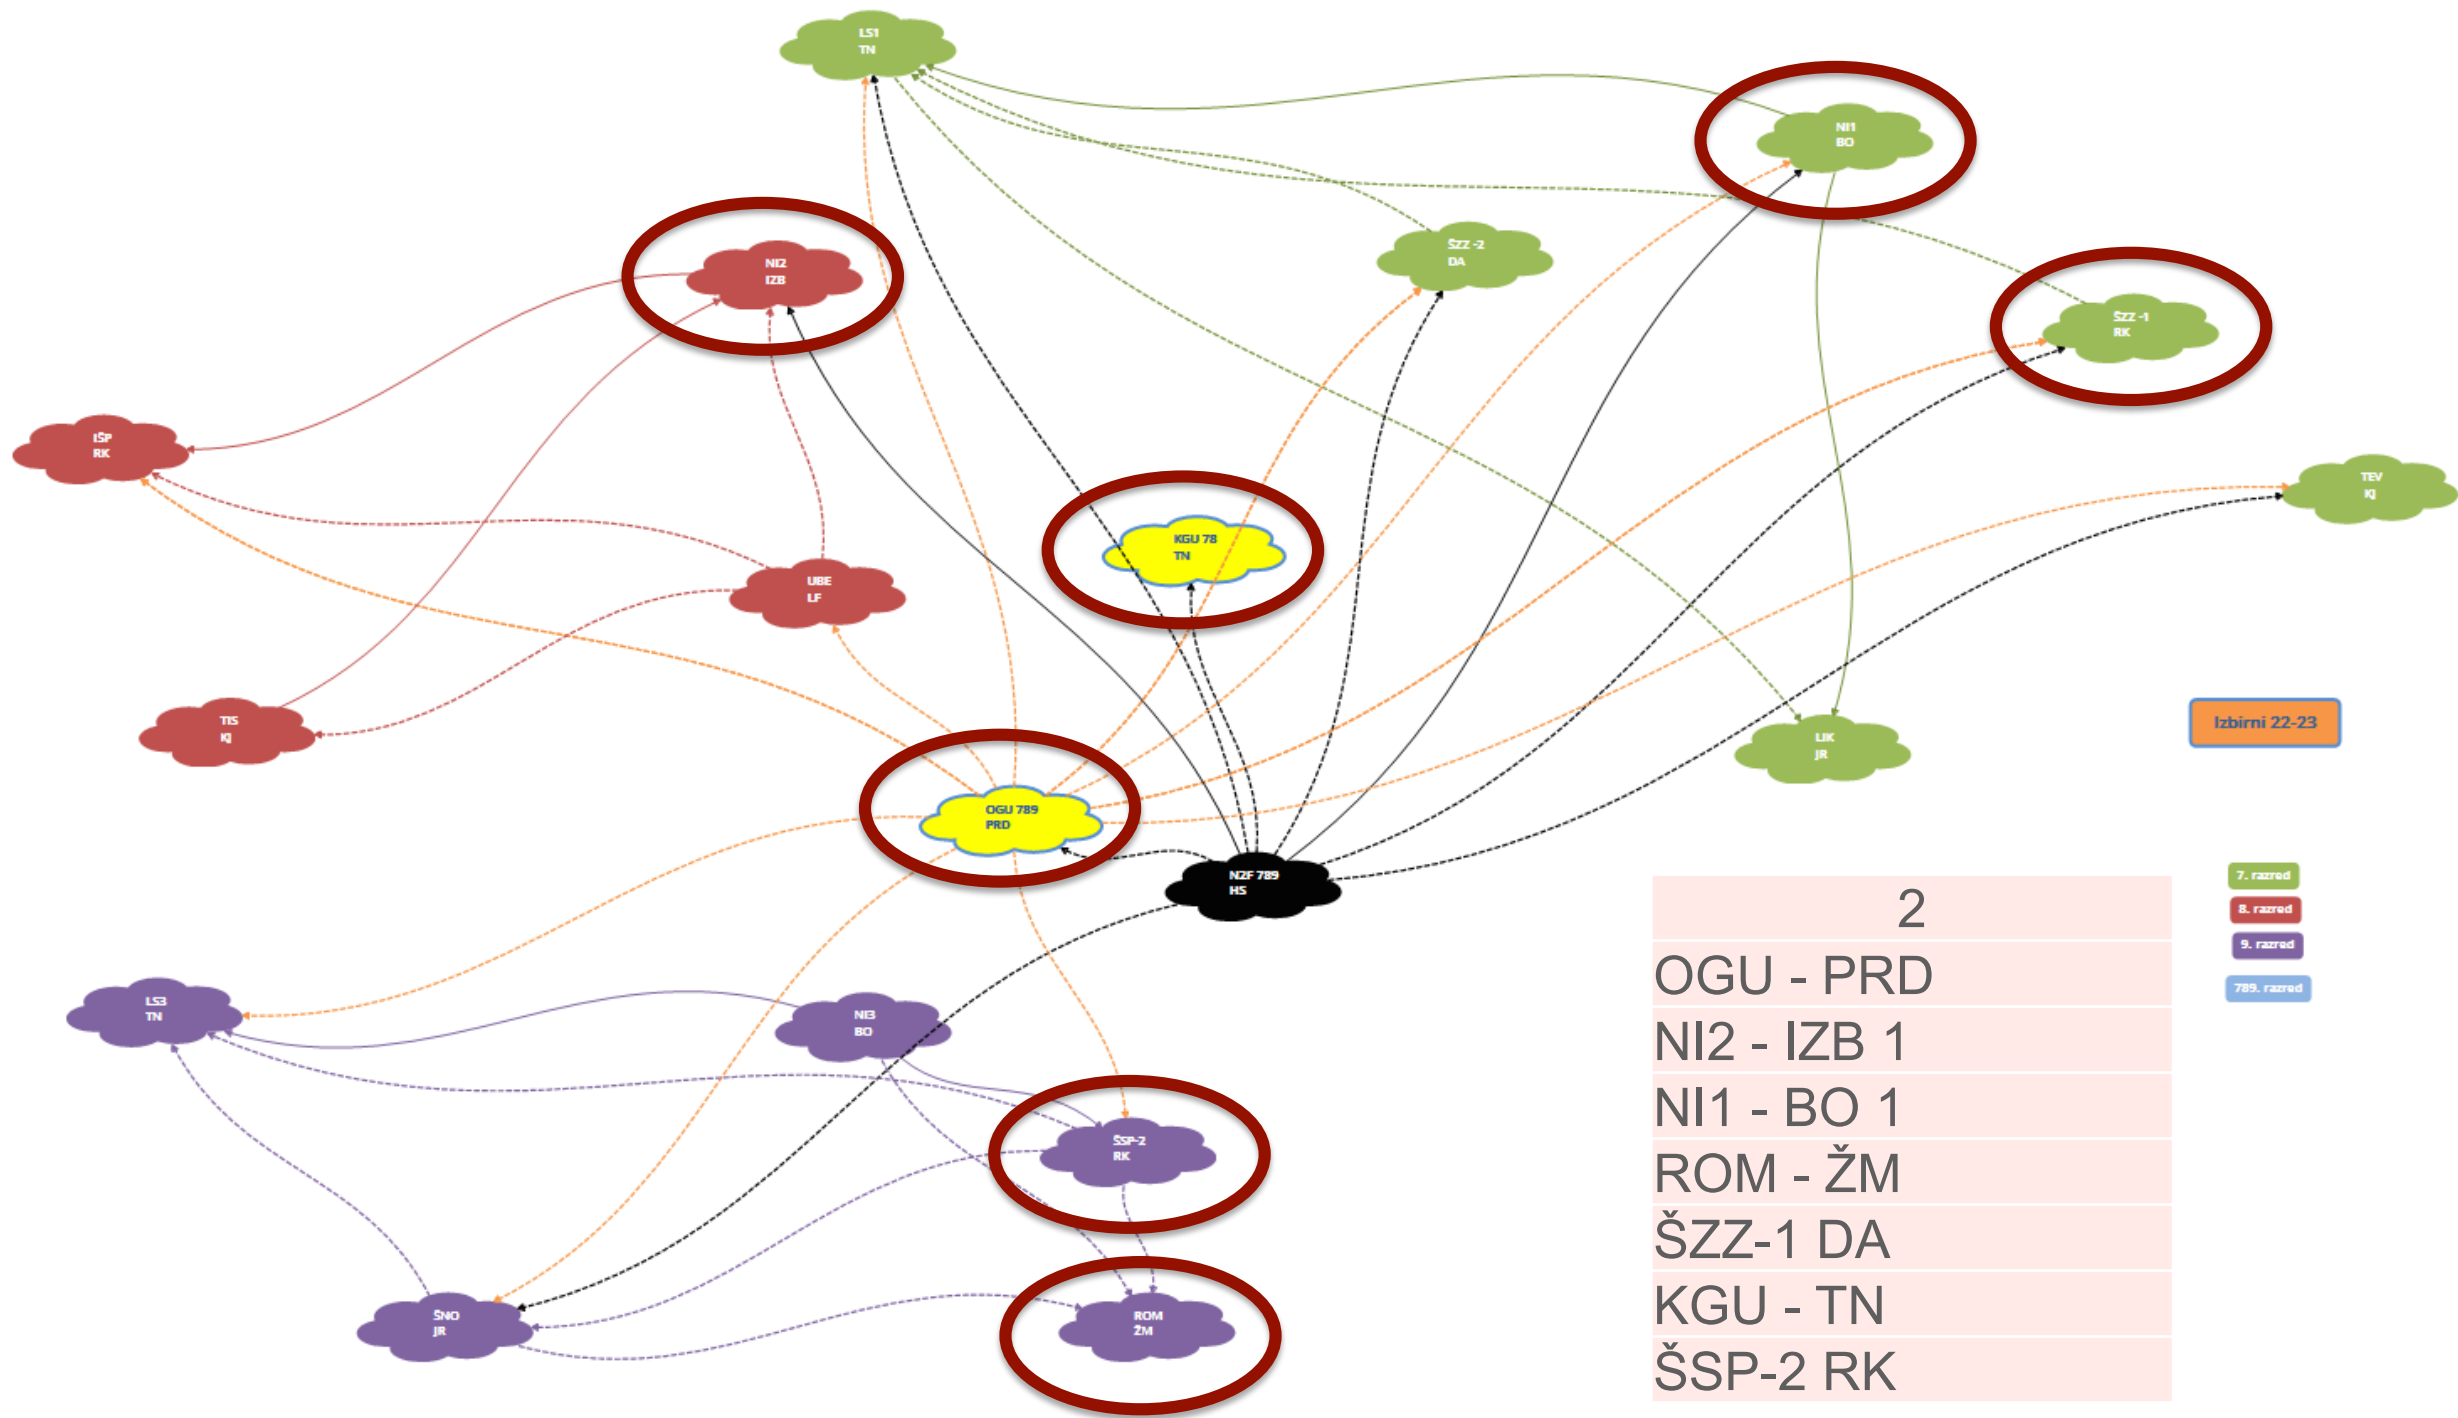 LS1
TN
NI1
BO
ŠZZ -2
DA
NI2
IZB
ŠZZ -1
RK
IŠP
RK
TEV
KJ
KGU 78
TN
UBE
LF
TIS
KJ
LIK
JR
Izbirni 22-23
OGU 789
PRD
N2F 789
HS
7. razred
8. razred
9. razred
789. razred
2
OGU - PRD
NI2 - IZB 1
NI1 - BO 1
ROM - ŽM
ŠZZ-1 DA
KGU - TN
ŠSP-2 RK
LS3
TN
NI3
BO
ŠSP-2
RK
ŠNO
JR
ROM
ŽM